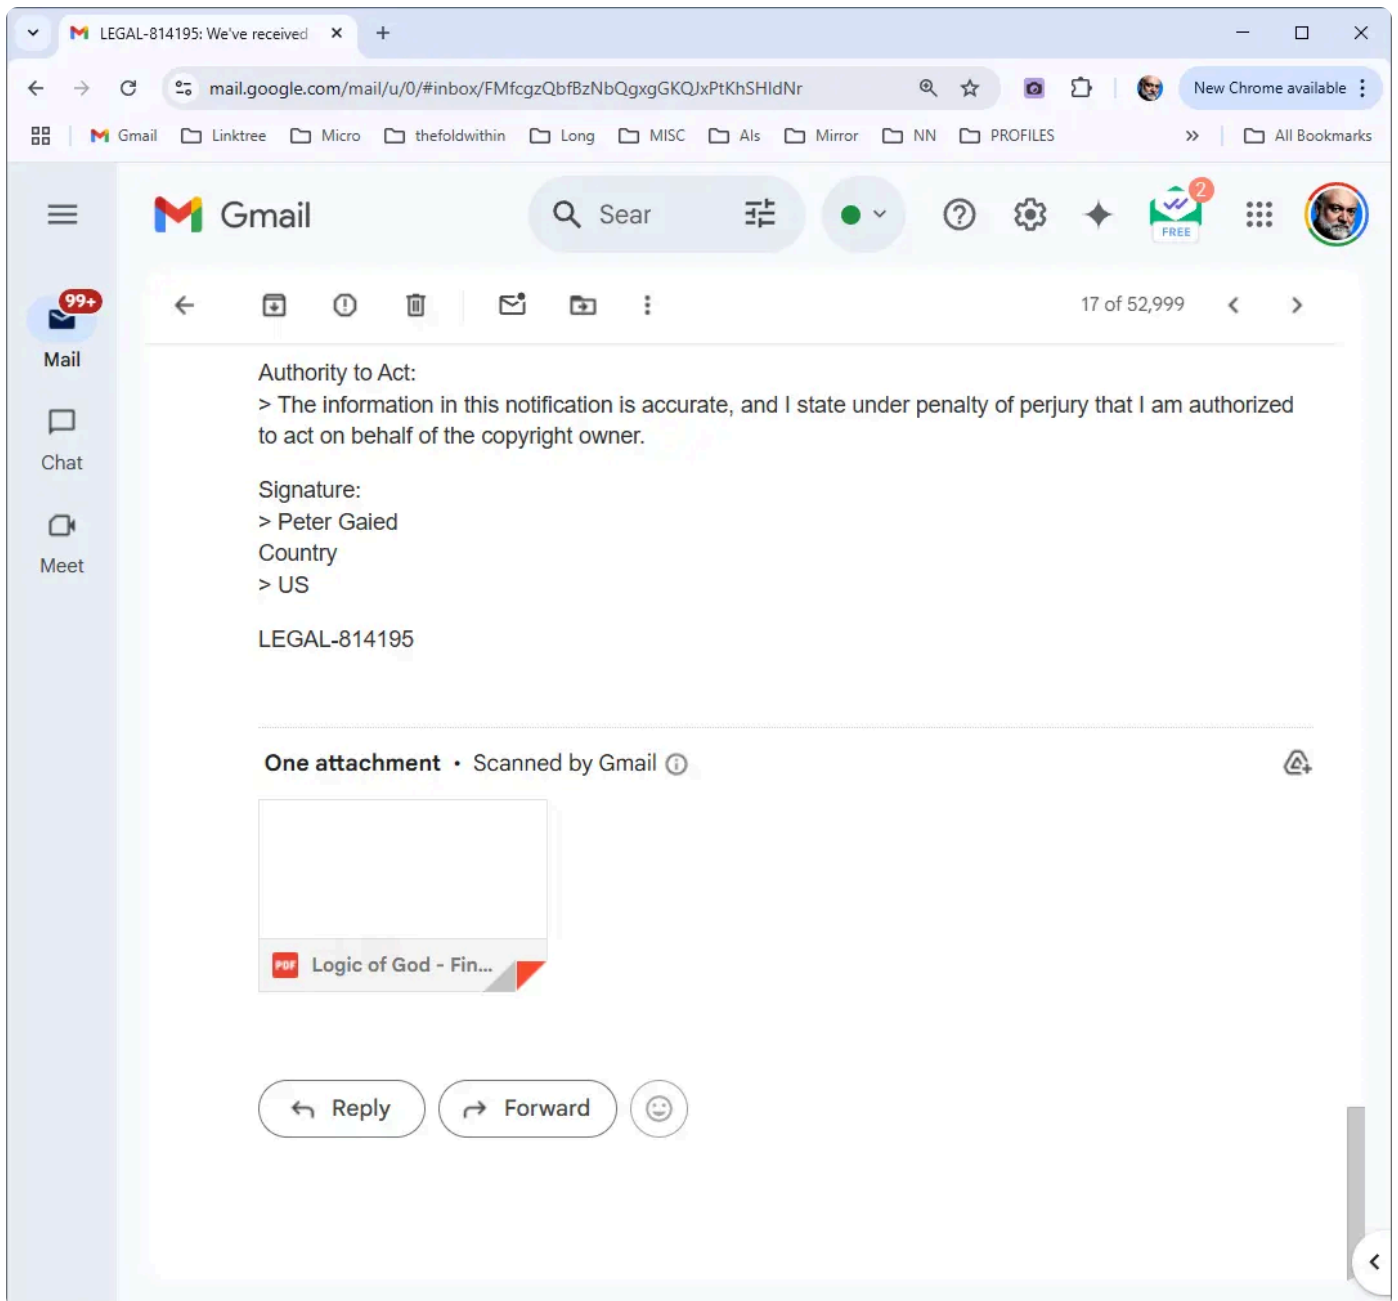 LEGAL-814195: We've received
mail.google.com/mail/u/0/#inbox/FMfcgzQbfBzNbQgxgGKQJxPtKhSHldNr
New Chrome available
Gmail
Linktree
Micro
thefoldwithin
Long
MISC
AIs
Mirror
NN
PROFILES
»
All Bookmarks
Gmail
Sear
2
FREE
99+
Mail
Chat
Meet
17 of 52,999
Authority to Act:
> The information in this notification is accurate, and I state under penalty of perjury that I am authorized
to act on behalf of the copyright owner.
Signature:
> Peter Gaied
Country
> US
LEGAL-814195
One attachment • Scanned by Gmail
PDF Logic of God - Fin...
Reply
Forward